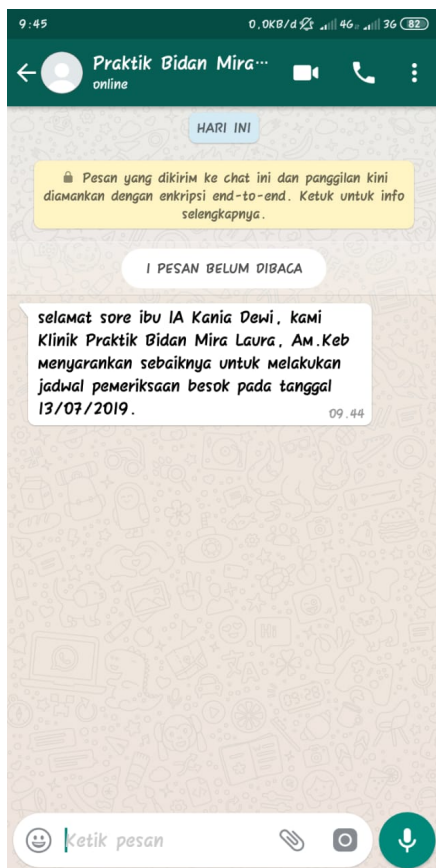 9:45
0,0KB/d 4G 3G 82
Praktik Bidan Mira...
online
HARI INI
Pesan yang dikirim ke chat ini dan panggilan kini
diamankan dengan enkripsi end-to-end. Ketuk untuk info
selengkapnya.
1 PESAN BELUM DIBACA
selamat sore ibu IA Kania Dewi, kami
Klinik Praktik Bidan Mira Laura, Am.Keb
menyarankan sebaiknya untuk melakukan
jadwal pemeriksaan besok pada tanggal
13/07/2019.
09.44
Ketik pesan